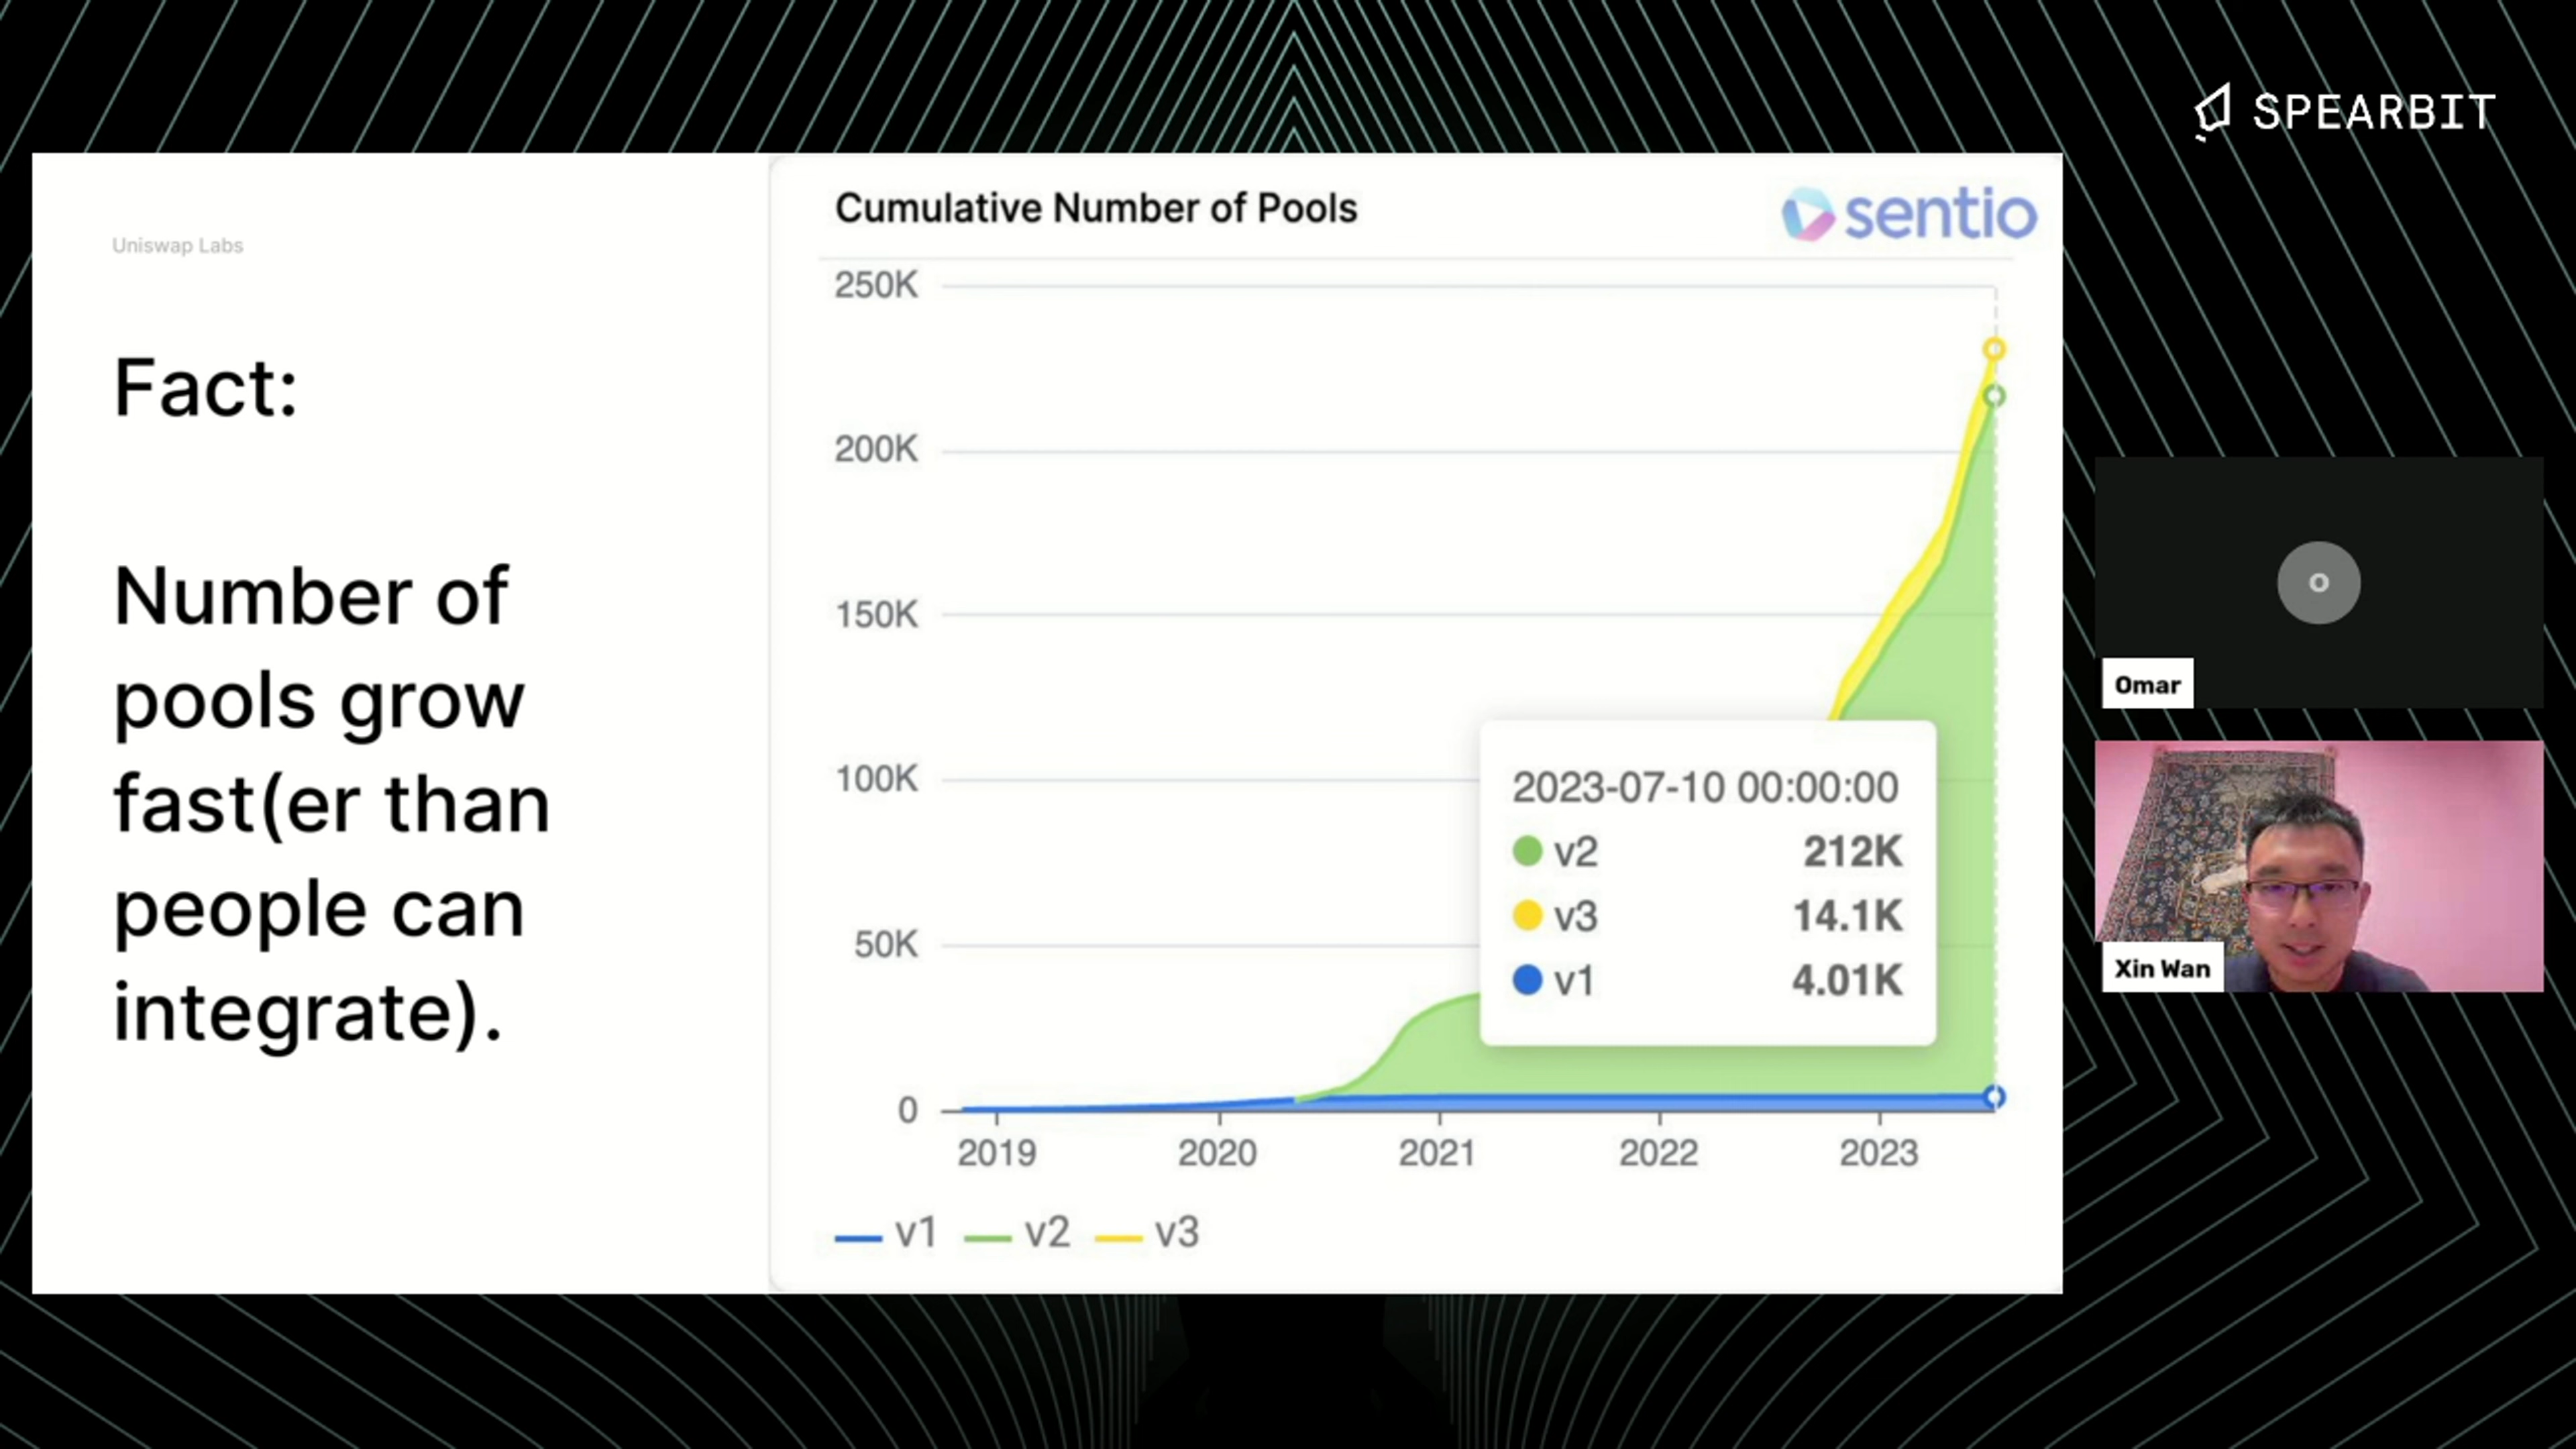 SPEARBIT
Uniswap Labs
Fact:
Number of
pools grow
fast(er than
people can
integrate).
Cumulative Number of Pools
sentio
250K
200K
150K
100K
50K
0
2019 2020 2021 2022 2023
2023-07-10 00:00:00
v2 212K
v3 14.1K
v1 4.01K
v1 v2 v3
O
Omar
Xin Wan